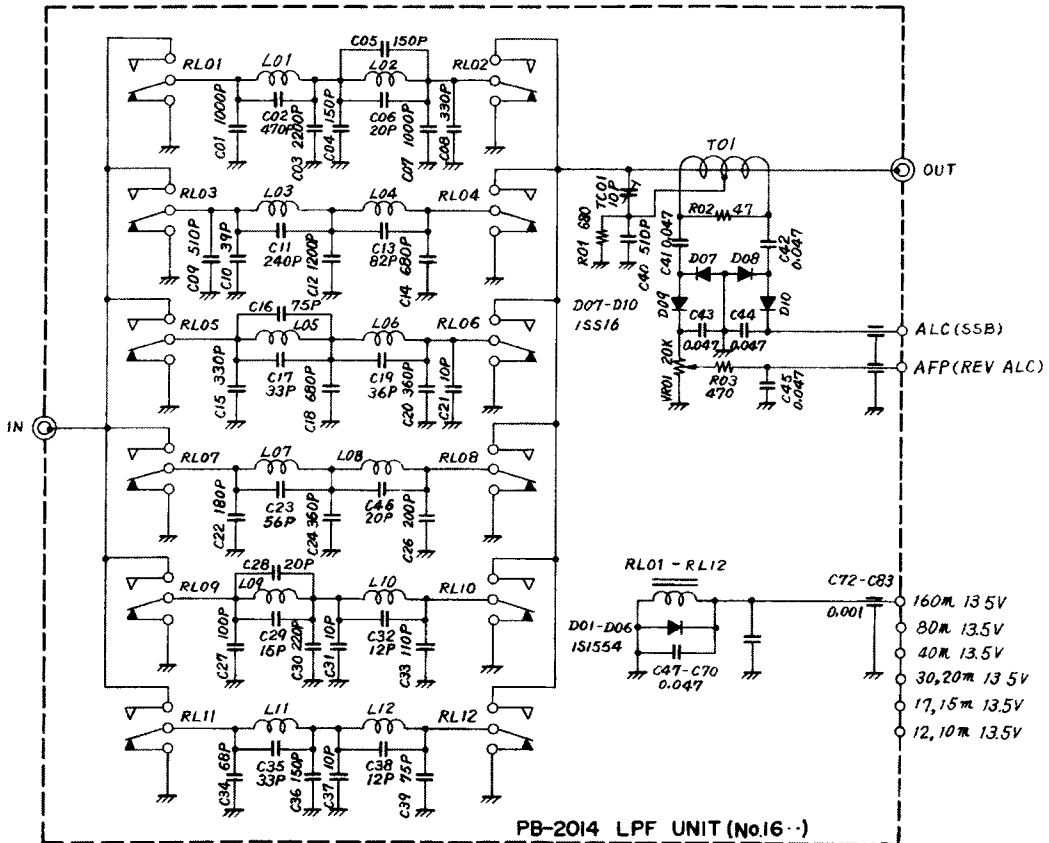 C05 150P
RL01
L01
L02
RL02
C01 1000P
C02
470P
C03 2200P
C04 150P
C06
20P
C07 1000P
C08 330P
T01
OUT
RL03
L03
L04
RL04
TC01
10P
R02 47
R01 680
C40 510P
C41 0.047
C42
0.047
C09 510P
C10 39P
C11
240P
C12 1200P
C13
82P
C14 680P
D07 D08
D09
D10
C16 75P
D07-D10
1SS16
C43
0.047
C44
0.047
ALC(SSB)
RL05
L05
L06
RL06
VR01 20K
R03
470
C45
0.047
AFP(REV ALC)
C15 330P
C17
33P
C18 680P
C19
36P
C20 360P
C21 10P
IN
RL07
L07
L08
RL08
C22 180P
C23
56P
C24 360P
C46
20P
C26 200P
C28 20P
RL09
L09
L10
RL10
C27 100P
C29
15P
C30 220P
C31 10P
C32
12P
C33 110P
RL01-RL12
C72-C83
0.001
D01-D06
1S1554
C47-C70
0.047
160m 13.5V
80m 13.5V
40m 13.5V
30,20m 13.5V
17,15m 13.5V
12,10m 13.5V
RL11
L11
L12
RL12
C34 68P
C35
33P
C36 150P
C37 10P
C38
12P
C39 75P
PB-2014 LPF UNIT (No.16··)